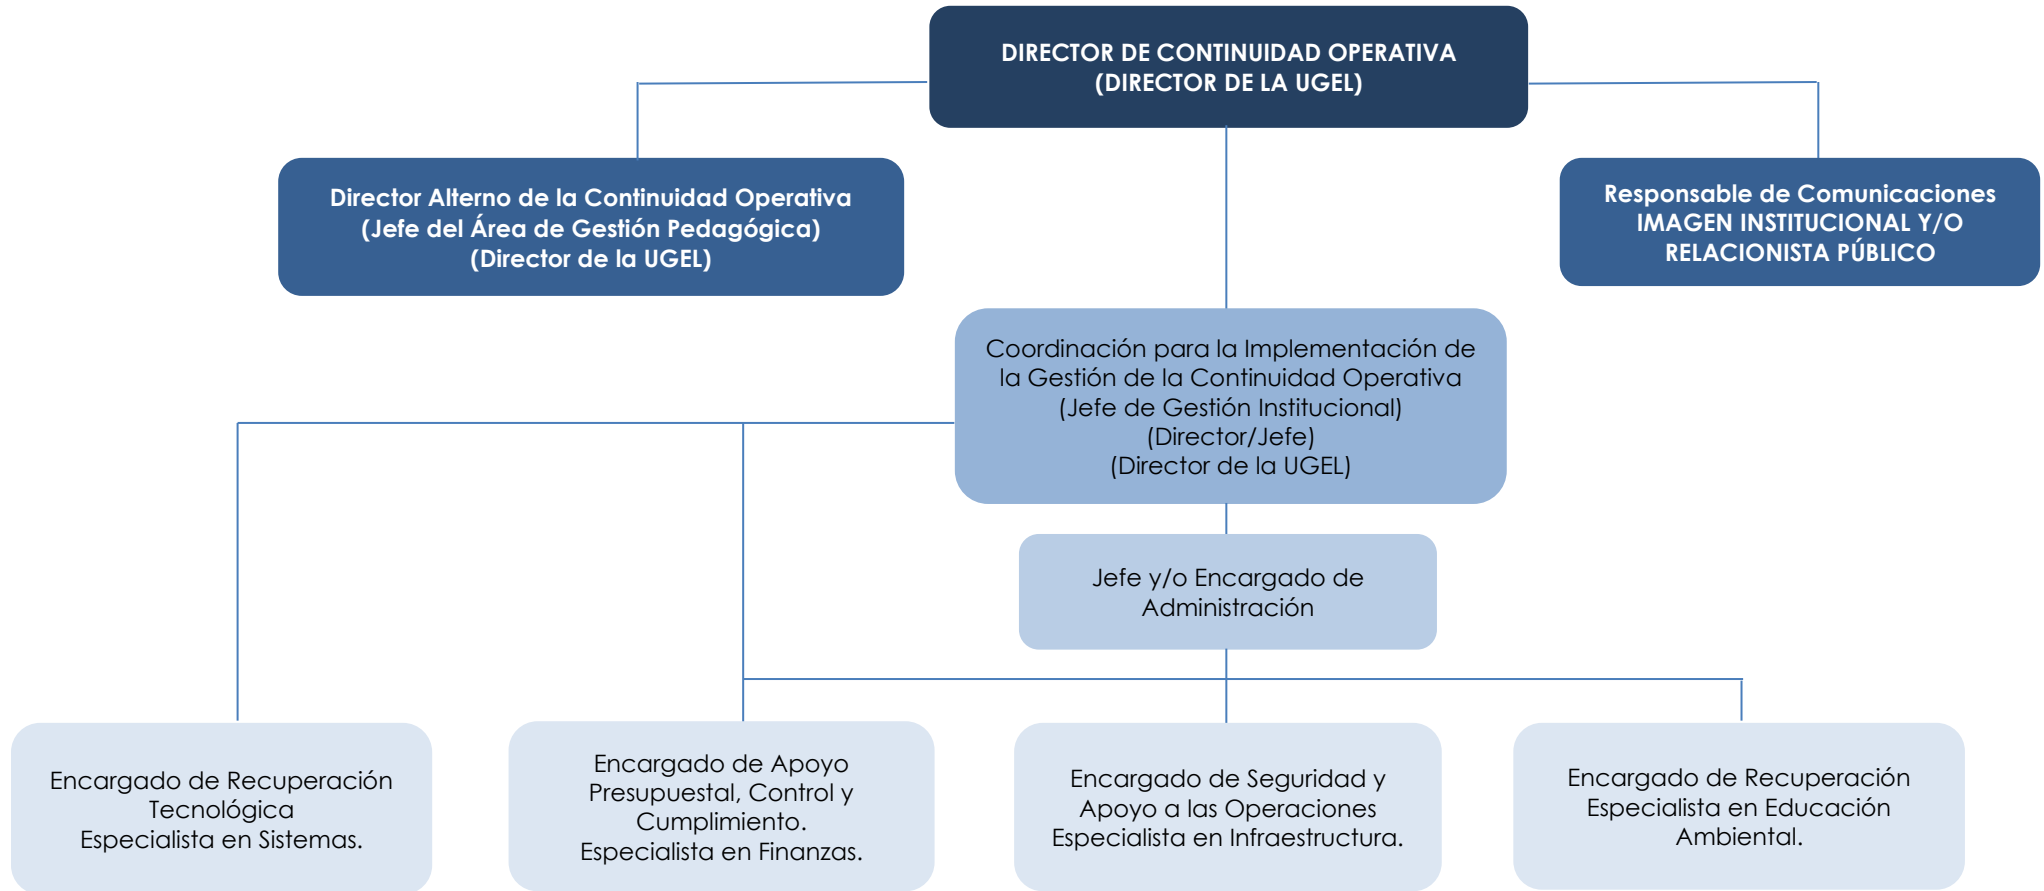 DIRECTOR DE CONTINUIDAD OPERATIVA
(DIRECTOR DE LA UGEL)
Director Alterno de la Continuidad Operativa
(Jefe del Área de Gestión Pedagógica)
(Director de la UGEL)
Responsable de Comunicaciones
IMAGEN INSTITUCIONAL Y/O
RELACIONISTA PÚBLICO
Coordinación para la Implementación de
la Gestión de la Continuidad Operativa
(Jefe de Gestión Institucional)
(Director/Jefe)
(Director de la UGEL)
Jefe y/o Encargado de
Administración
Encargado de Recuperación
Tecnológica
Especialista en Sistemas.
Encargado de Apoyo
Presupuestal, Control y
Cumplimiento.
Especialista en Finanzas.
Encargado de Seguridad y
Apoyo a las Operaciones
Especialista en Infraestructura.
Encargado de Recuperación
Especialista en Educación
Ambiental.